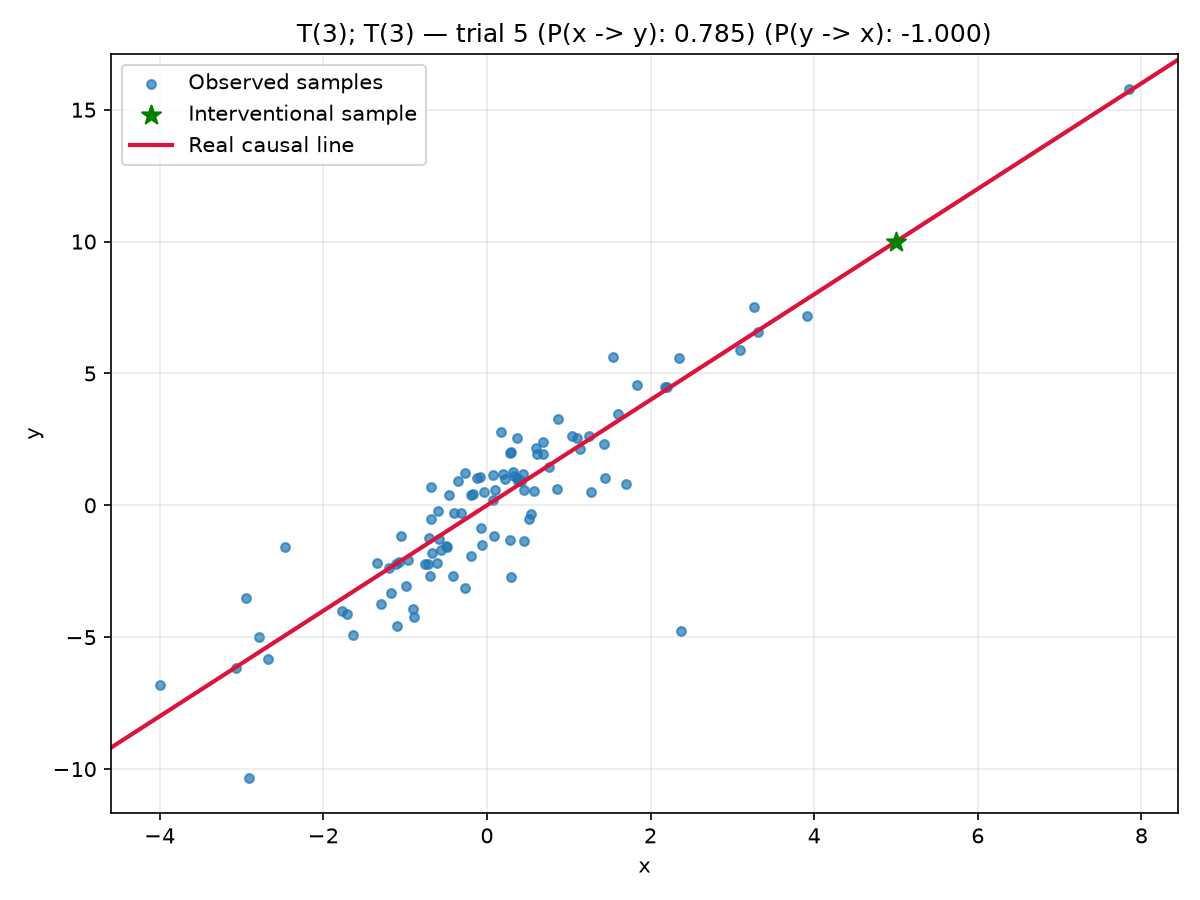 T(3); T(3) — trial 5 (P(x -> y): 0.785) (P(y -> x): -1.000)
Observed samples
Interventional sample
Real causal line
15
10
5
0
−5
−10
y
−4
−2
0
2
4
6
8
x